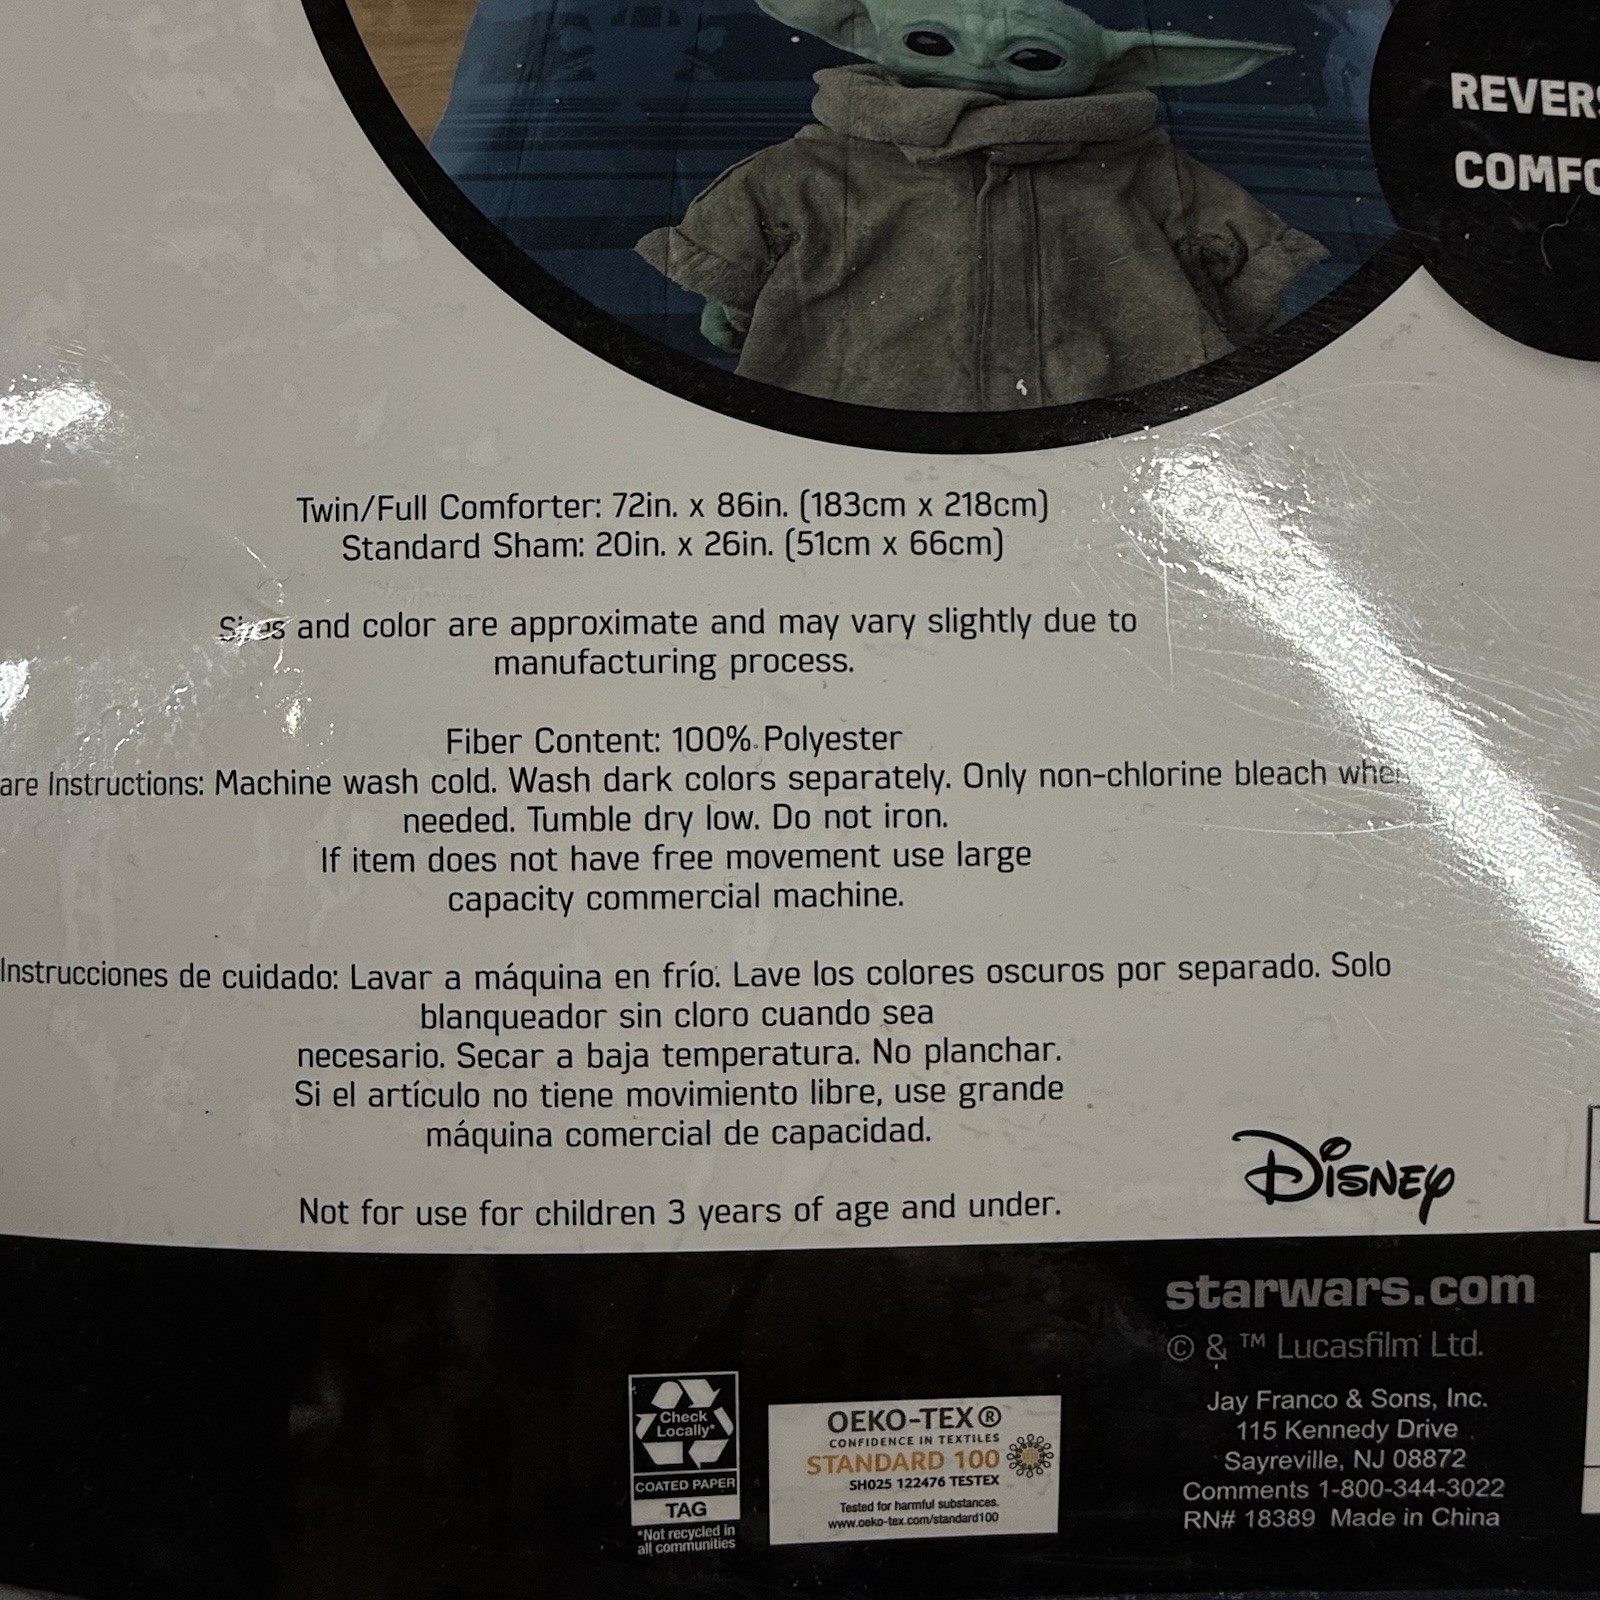 REVERS
COMFO
Twin/Full Comforter: 72in. x 86in. (183cm x 218cm)
Standard Sham: 20in. x 26in. (51cm x 66cm)
Sizes and color are approximate and may vary slightly due to
manufacturing process.
Fiber Content: 100% Polyester
are Instructions: Machine wash cold. Wash dark colors separately. Only non-chlorine bleach when
needed. Tumble dry low. Do not iron.
If item does not have free movement use large
capacity commercial machine.
Instrucciones de cuidado: Lavar a máquina en frío. Lave los colores oscuros por separado. Solo
blanqueador sin cloro cuando sea
necesario. Secar a baja temperatura. No planchar.
Si el artículo no tiene movimiento libre, use grande
máquina comercial de capacidad.
Not for use for children 3 years of age and under.
Disney
starwars.com
© & ™ Lucasfilm Ltd.
Jay Franco & Sons, Inc.
115 Kennedy Drive
Sayreville, NJ 08872
Comments 1-800-344-3022
RN# 18389 Made in China
Check
Locally*
COATED PAPER
TAG
*Not recycled in
all communities
OEKO-TEX®
CONFIDENCE IN TEXTILES
STANDARD 100
SH025 122476 TESTEX
Tested for harmful substances.
www.oeko-tex.com/standard100